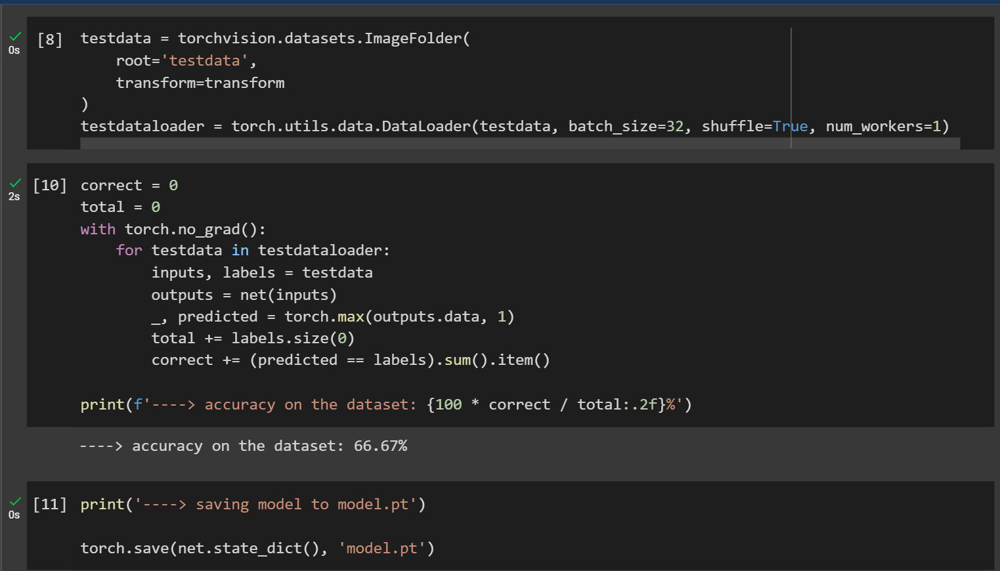 0s
[8] testdata = torchvision.datasets.ImageFolder(
    root='testdata',
    transform=transform
)
testdataloader = torch.utils.data.DataLoader(testdata, batch_size=32, shuffle=True, num_workers=1)
2s
[10] correct = 0
total = 0
with torch.no_grad():
    for testdata in testdataloader:
        inputs, labels = testdata
        outputs = net(inputs)
        _, predicted = torch.max(outputs.data, 1)
        total += labels.size(0)
        correct += (predicted == labels).sum().item()

print(f'----> accuracy on the dataset: {100 * correct / total:.2f}%')
----> accuracy on the dataset: 66.67%
0s
[11] print('----> saving model to model.pt')

torch.save(net.state_dict(), 'model.pt')